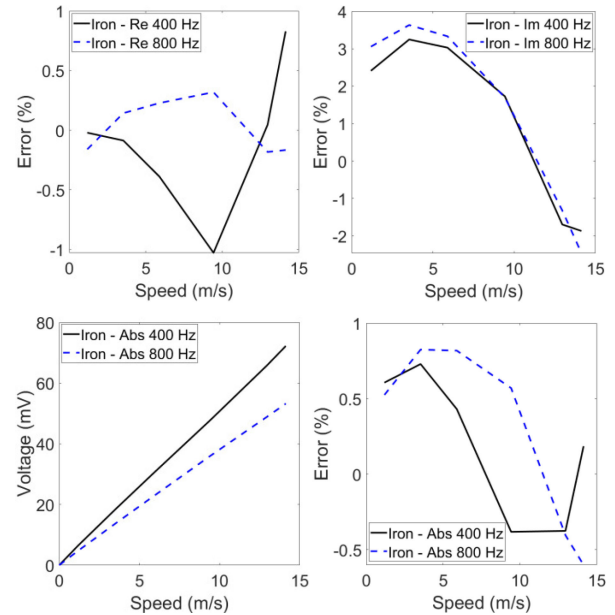 Iron - Re 400 Hz
Iron - Re 800 Hz
1
0.5
0
-0.5
-1
Error (%)
0 5 10 15
Speed (m/s)
Iron - Im 400 Hz
Iron - Im 800 Hz
4
3
2
1
0
-1
-2
Error (%)
0 5 10 15
Speed (m/s)
Iron - Abs 400 Hz
Iron - Abs 800 Hz
80
60
40
20
0
Voltage (mV)
0 5 10 15
Speed (m/s)
1
0.5
0
-0.5
Error (%)
Iron - Abs 400 Hz
Iron - Abs 800 Hz
0 5 10 15
Speed (m/s)